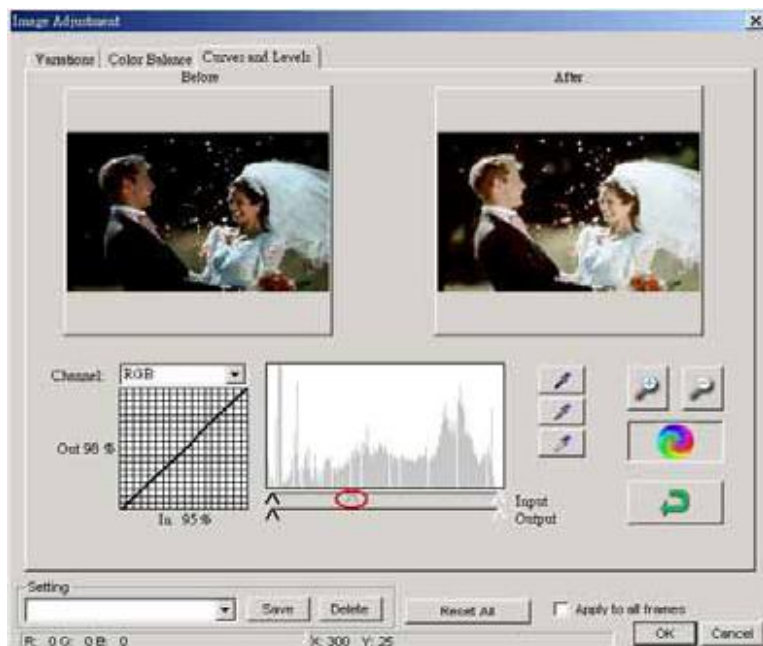 Image Adjustment
Variations Color Balance Curves and Levels
Before After
Channel: RGB
Out 98 %
In 95 %
Input
Output
Setting
Save Delete Reset All Apply to all frames
OK Cancel
R: 0 G: 0 B: 0 X: 300 Y: 25